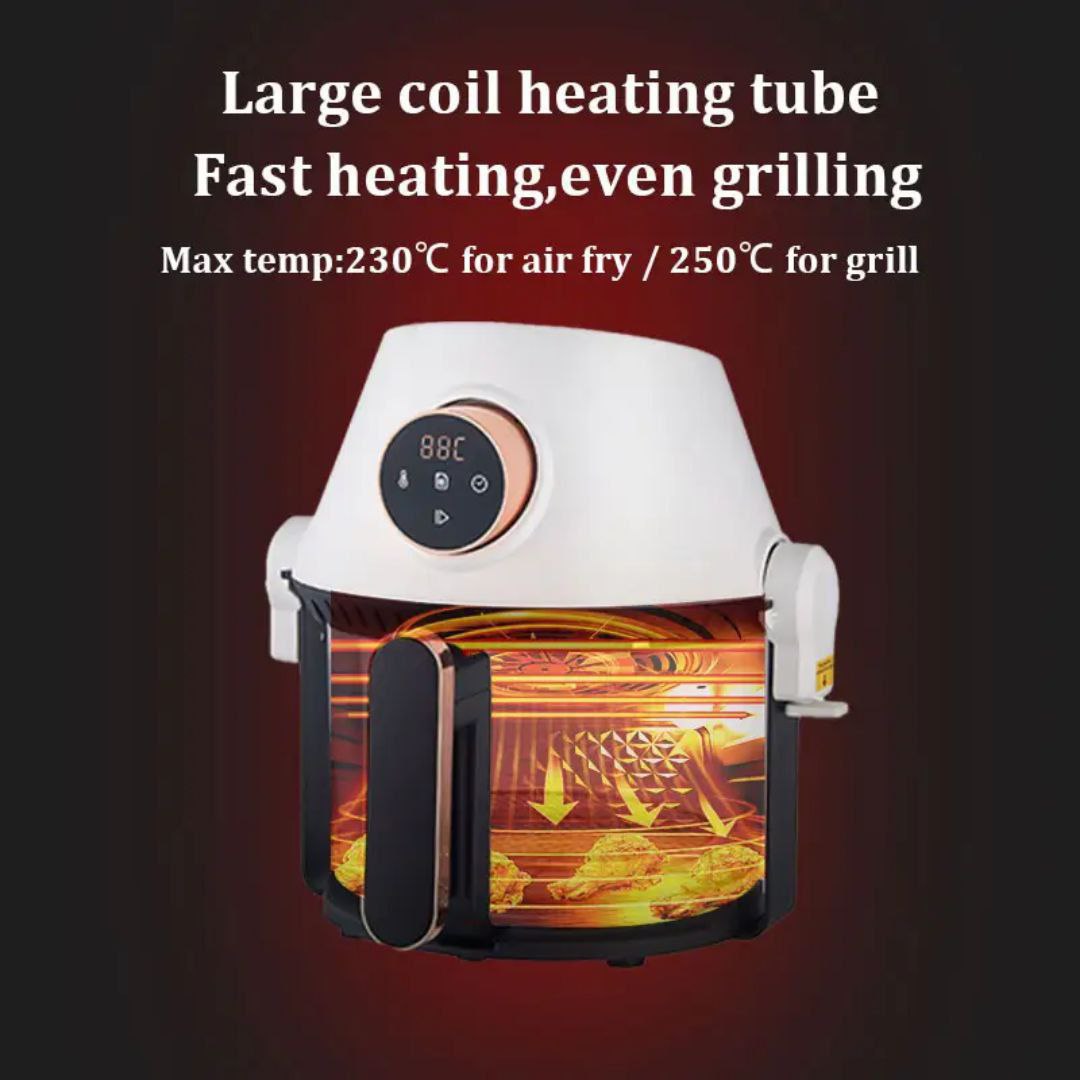 Large coil heating tube
Fast heating,even grilling
Max temp:230℃ for air fry / 250℃ for grill
88C